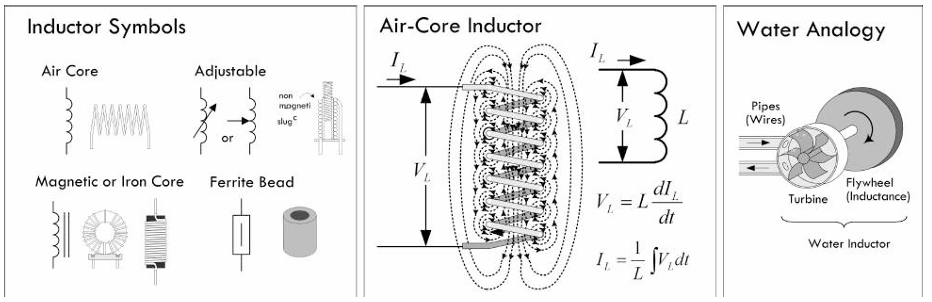 Inductor Symbols
Air Core
Adjustable
or
non
magneti
slug c
Magnetic or Iron Core
Ferrite Bead
Air-Core Inductor
I_L
V_L
I_L
V_L
L
V_L = L dI_L/dt
I_L = 1/L ∫V_L dt
Water Analogy
Pipes
(Wires)
Turbine
Flywheel
(Inductance)
Water Inductor